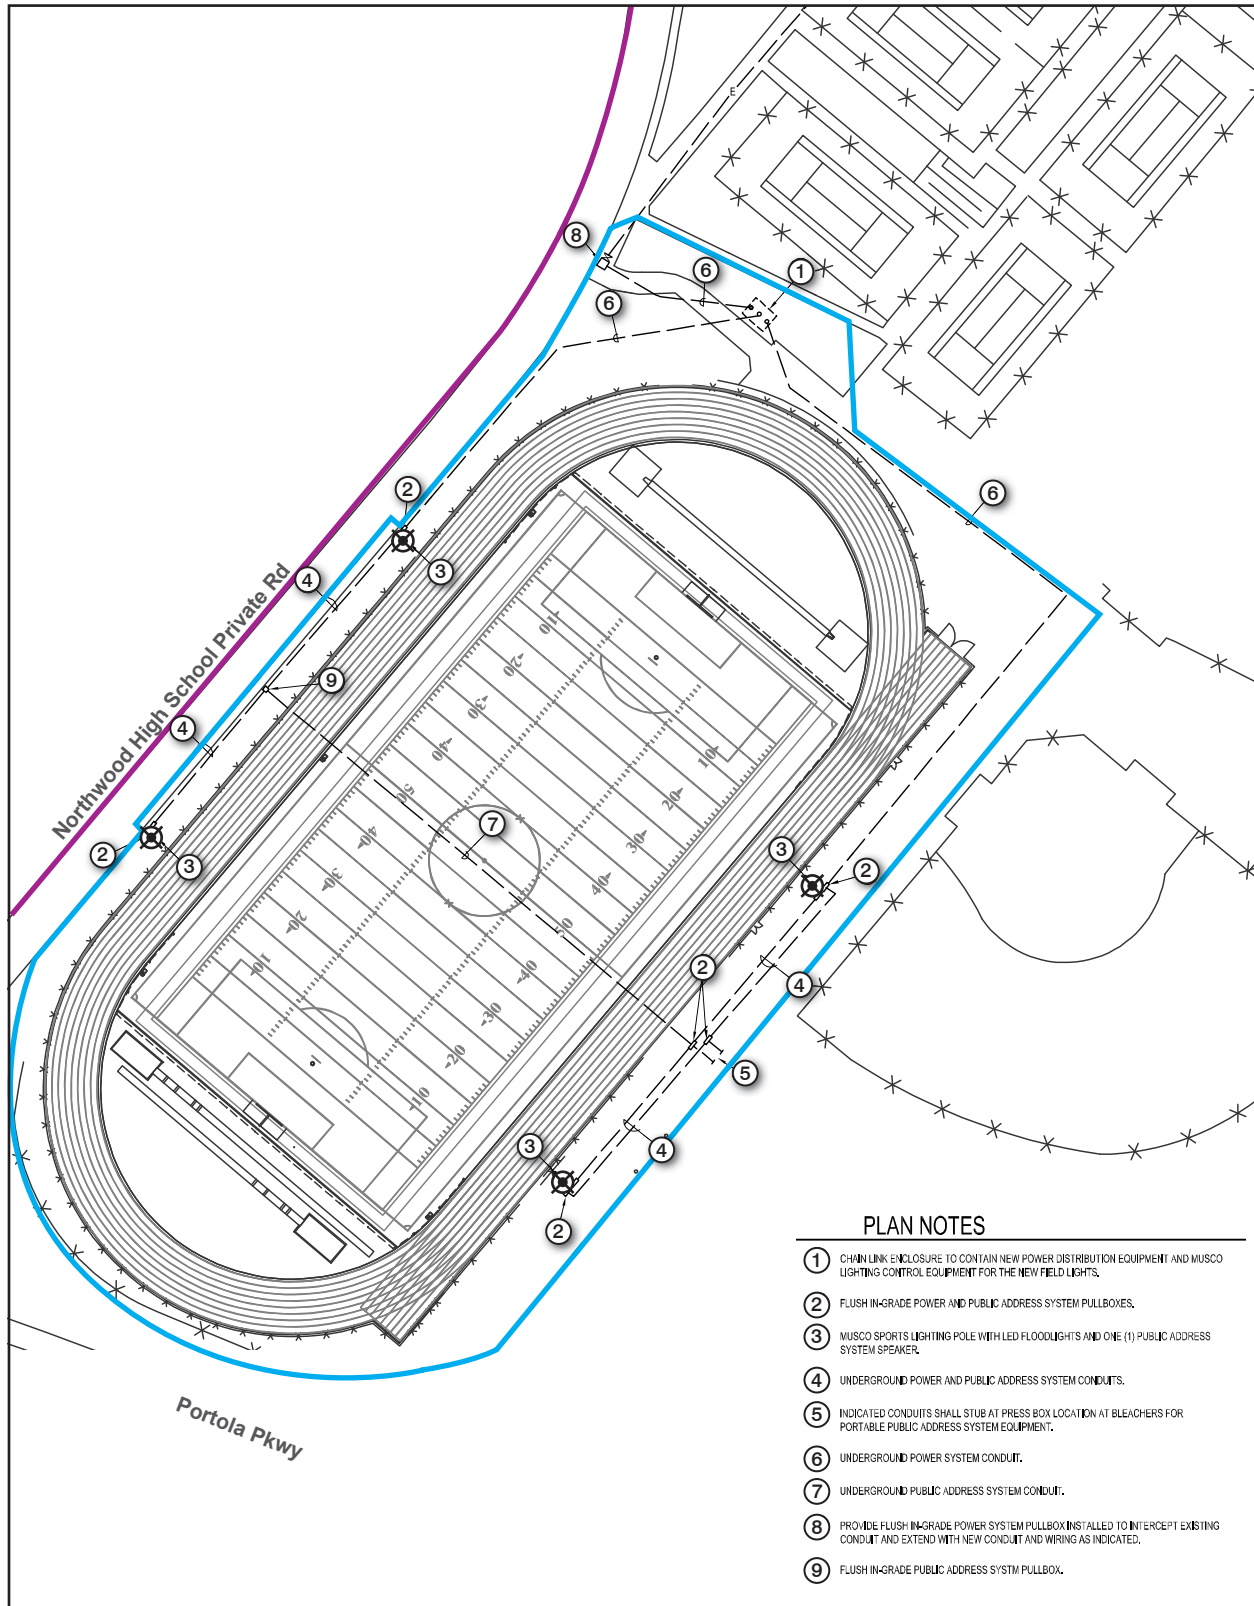 E
8
6
1
6
6
2
3
4
Northwood High School Private Rd
9
4
2
3
7
3
2
2
4
5
3
4
2
10
20
30
40
50
40
30
20
10
10
20
30
40
50
40
30
20
10
Portola Pkwy
PLAN NOTES
1 CHAIN LINK ENCLOSURE TO CONTAIN NEW POWER DISTRIBUTION EQUIPMENT AND MUSCO
LIGHTING CONTROL EQUIPMENT FOR THE NEW FIELD LIGHTS.
2 FLUSH IN-GRADE POWER AND PUBLIC ADDRESS SYSTEM PULLBOXES.
3 MUSCO SPORTS LIGHTING POLE WITH LED FLOODLIGHTS AND ONE (1) PUBLIC ADDRESS
SYSTEM SPEAKER.
4 UNDERGROUND POWER AND PUBLIC ADDRESS SYSTEM CONDUITS.
5 INDICATED CONDUITS SHALL STUB AT PRESS BOX LOCATION AT BLEACHERS FOR
PORTABLE PUBLIC ADDRESS SYSTEM EQUIPMENT.
6 UNDERGROUND POWER SYSTEM CONDUIT.
7 UNDERGROUND PUBLIC ADDRESS SYSTEM CONDUIT.
8 PROVIDE FLUSH IN-GRADE POWER SYSTEM PULLBOX INSTALLED TO INTERCEPT EXISTING
CONDUIT AND EXTEND WITH NEW CONDUIT AND WIRING AS INDICATED.
9 FLUSH IN-GRADE PUBLIC ADDRESS SYSTM PULLBOX.